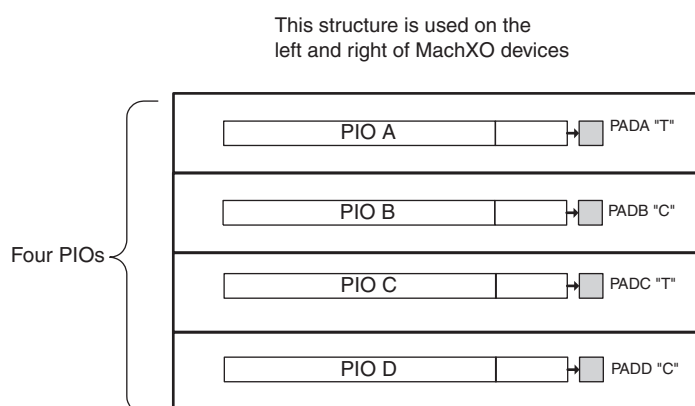 This structure is used on the
left and right of MachXO devices
PIO A
PADA "T"
PIO B
PADB "C"
Four PIOs
PIO C
PADC "T"
PIO D
PADD "C"